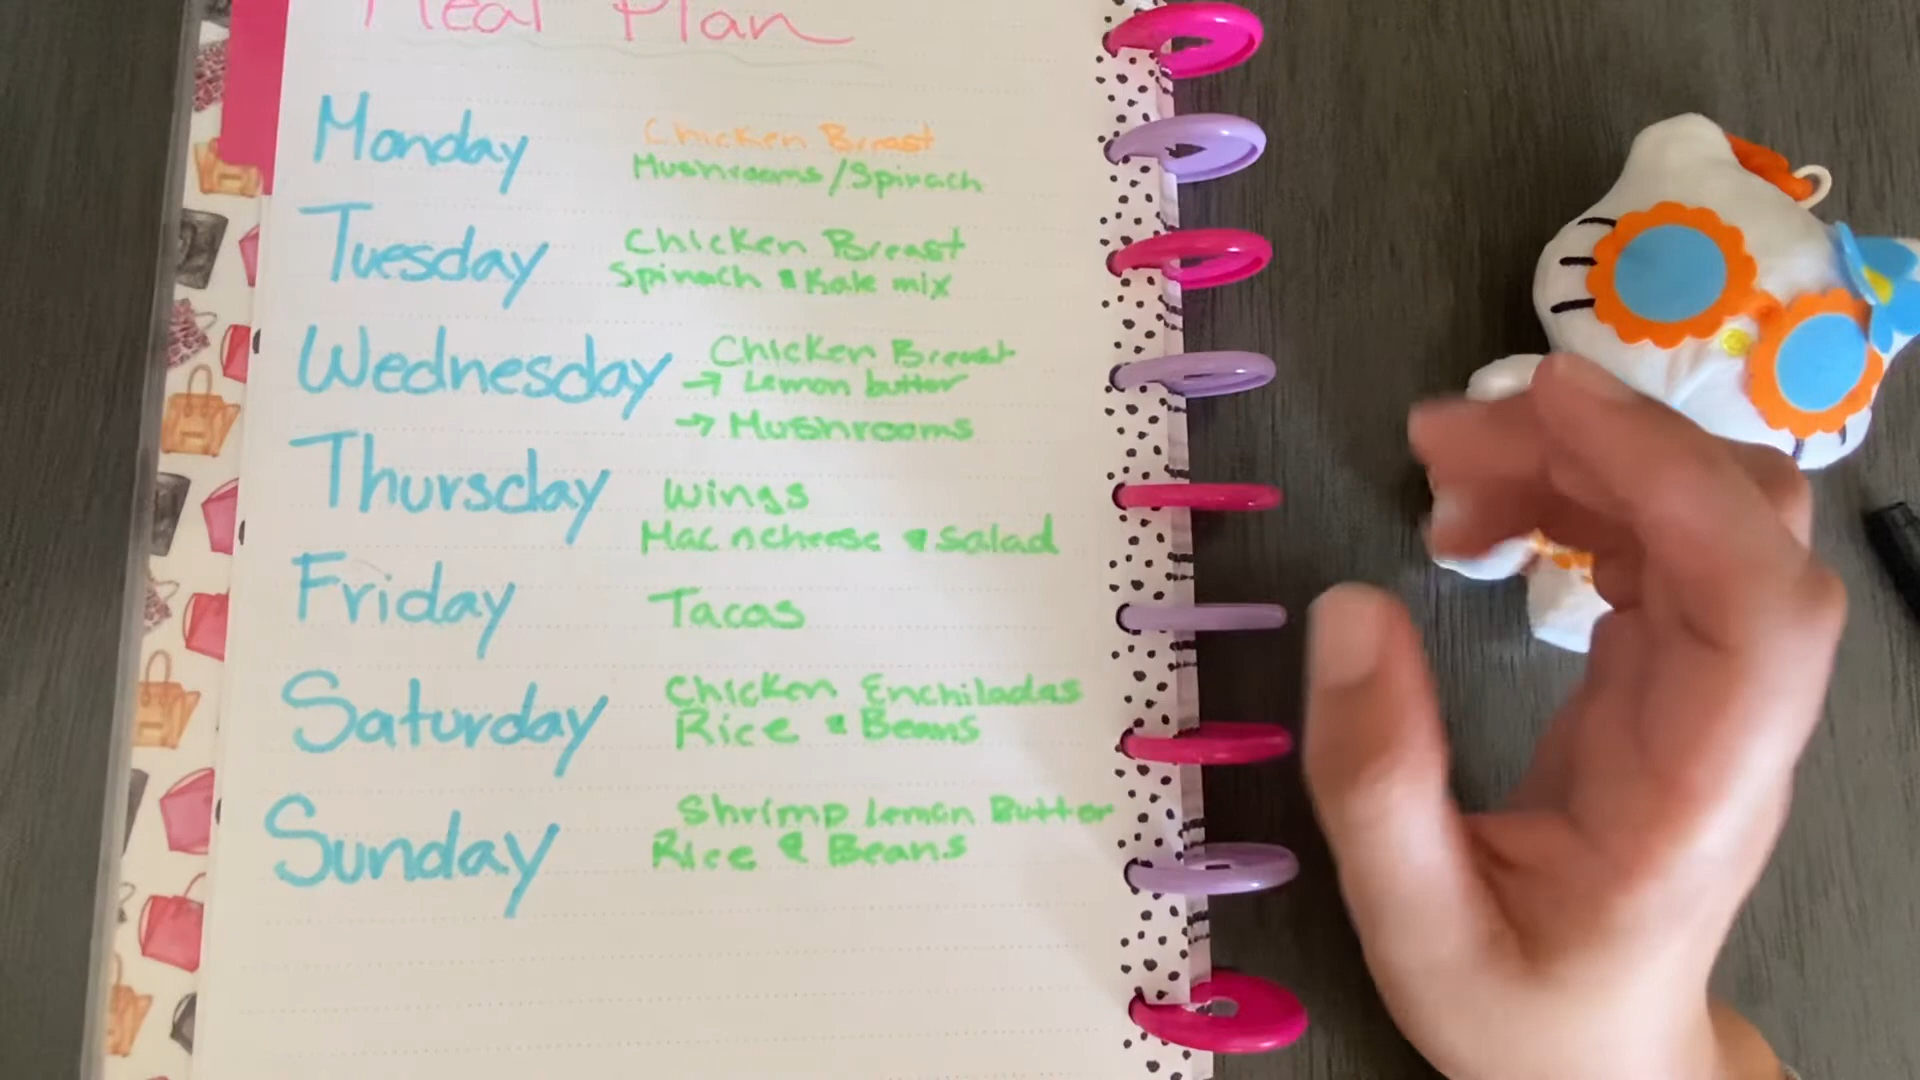 Meal Plan
Monday
Chicken Breast
Mushrooms/Spinach
Tuesday
Chicken Breast
Spinach & Kale mix
Wednesday
Chicken Breast
→ Lemon butter
→ Mushrooms
Thursday
Wings
Mac n cheese & Salad
Friday
Tacos
Saturday
Chicken Enchiladas
Rice & Beans
Sunday
Shrimp Lemon Butter
Rice & Beans